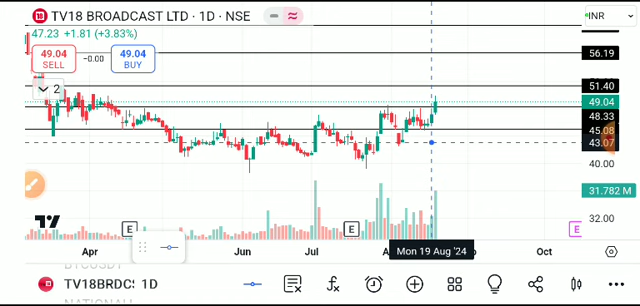 18 TV18 BROADCAST LTD · 1D · NSE
INR
47.23 +1.81 (+3.83%)
49.04 SELL
−0.00
49.04 BUY
2
56.19
51.40
49.04
48.33
45.08
43.07
40.00
31.782 M
32.00
E
E
E
Apr
Jun
Jul
Mon 19 Aug '24
Oct
TV18BRDCS 1D